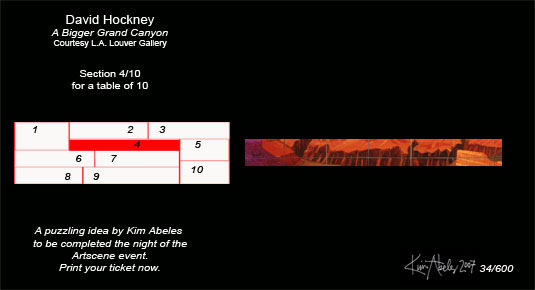 David Hockney
A Bigger Grand Canyon
Courtesy L.A. Louver Gallery
Section 4/10
for a table of 10
1 2 3
4 5
6 7
8 9 10
A puzzling idea by Kim Abeles
to be completed the night of the
Artscene event.
Print your ticket now.
Kim Abeles 2007 34/600